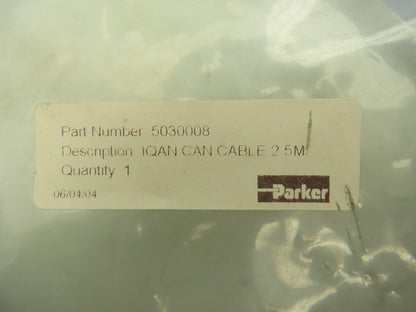 Part Number 5030008
Description IQAN CAN CABLE 2.5M
Quantity 1
06/04/04
Parker